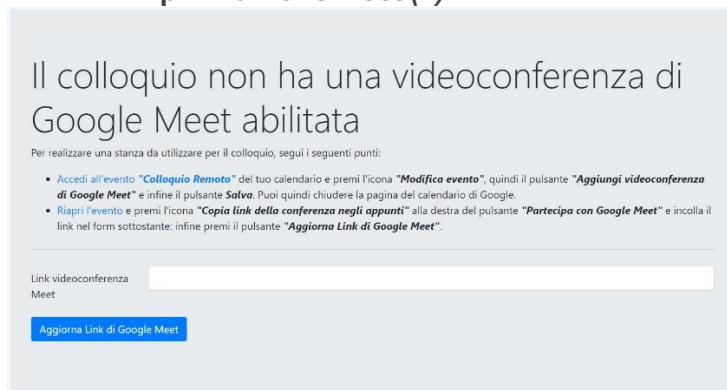 Il colloquio non ha una videoconferenza di
Google Meet abilitata
Per realizzare una stanza da utilizzare per il colloquio, segui i seguenti punti:
Accedi all'evento "Colloquio Remoto" del tuo calendario e premi l'icona "Modifica evento", quindi il pulsante "Aggiungi videoconferenza
di Google Meet" e infine il pulsante Salva. Puoi quindi chiudere la pagina del calendario di Google.
Riapri l'evento e premi l'icona "Copia link della conferenza negli appunti" alla destra del pulsante "Partecipa con Google Meet" e incolla il
link nel form sottostante: infine premi il pulsante "Aggiorna Link di Google Meet".
Link videoconferenza
Meet
Aggiorna Link di Google Meet